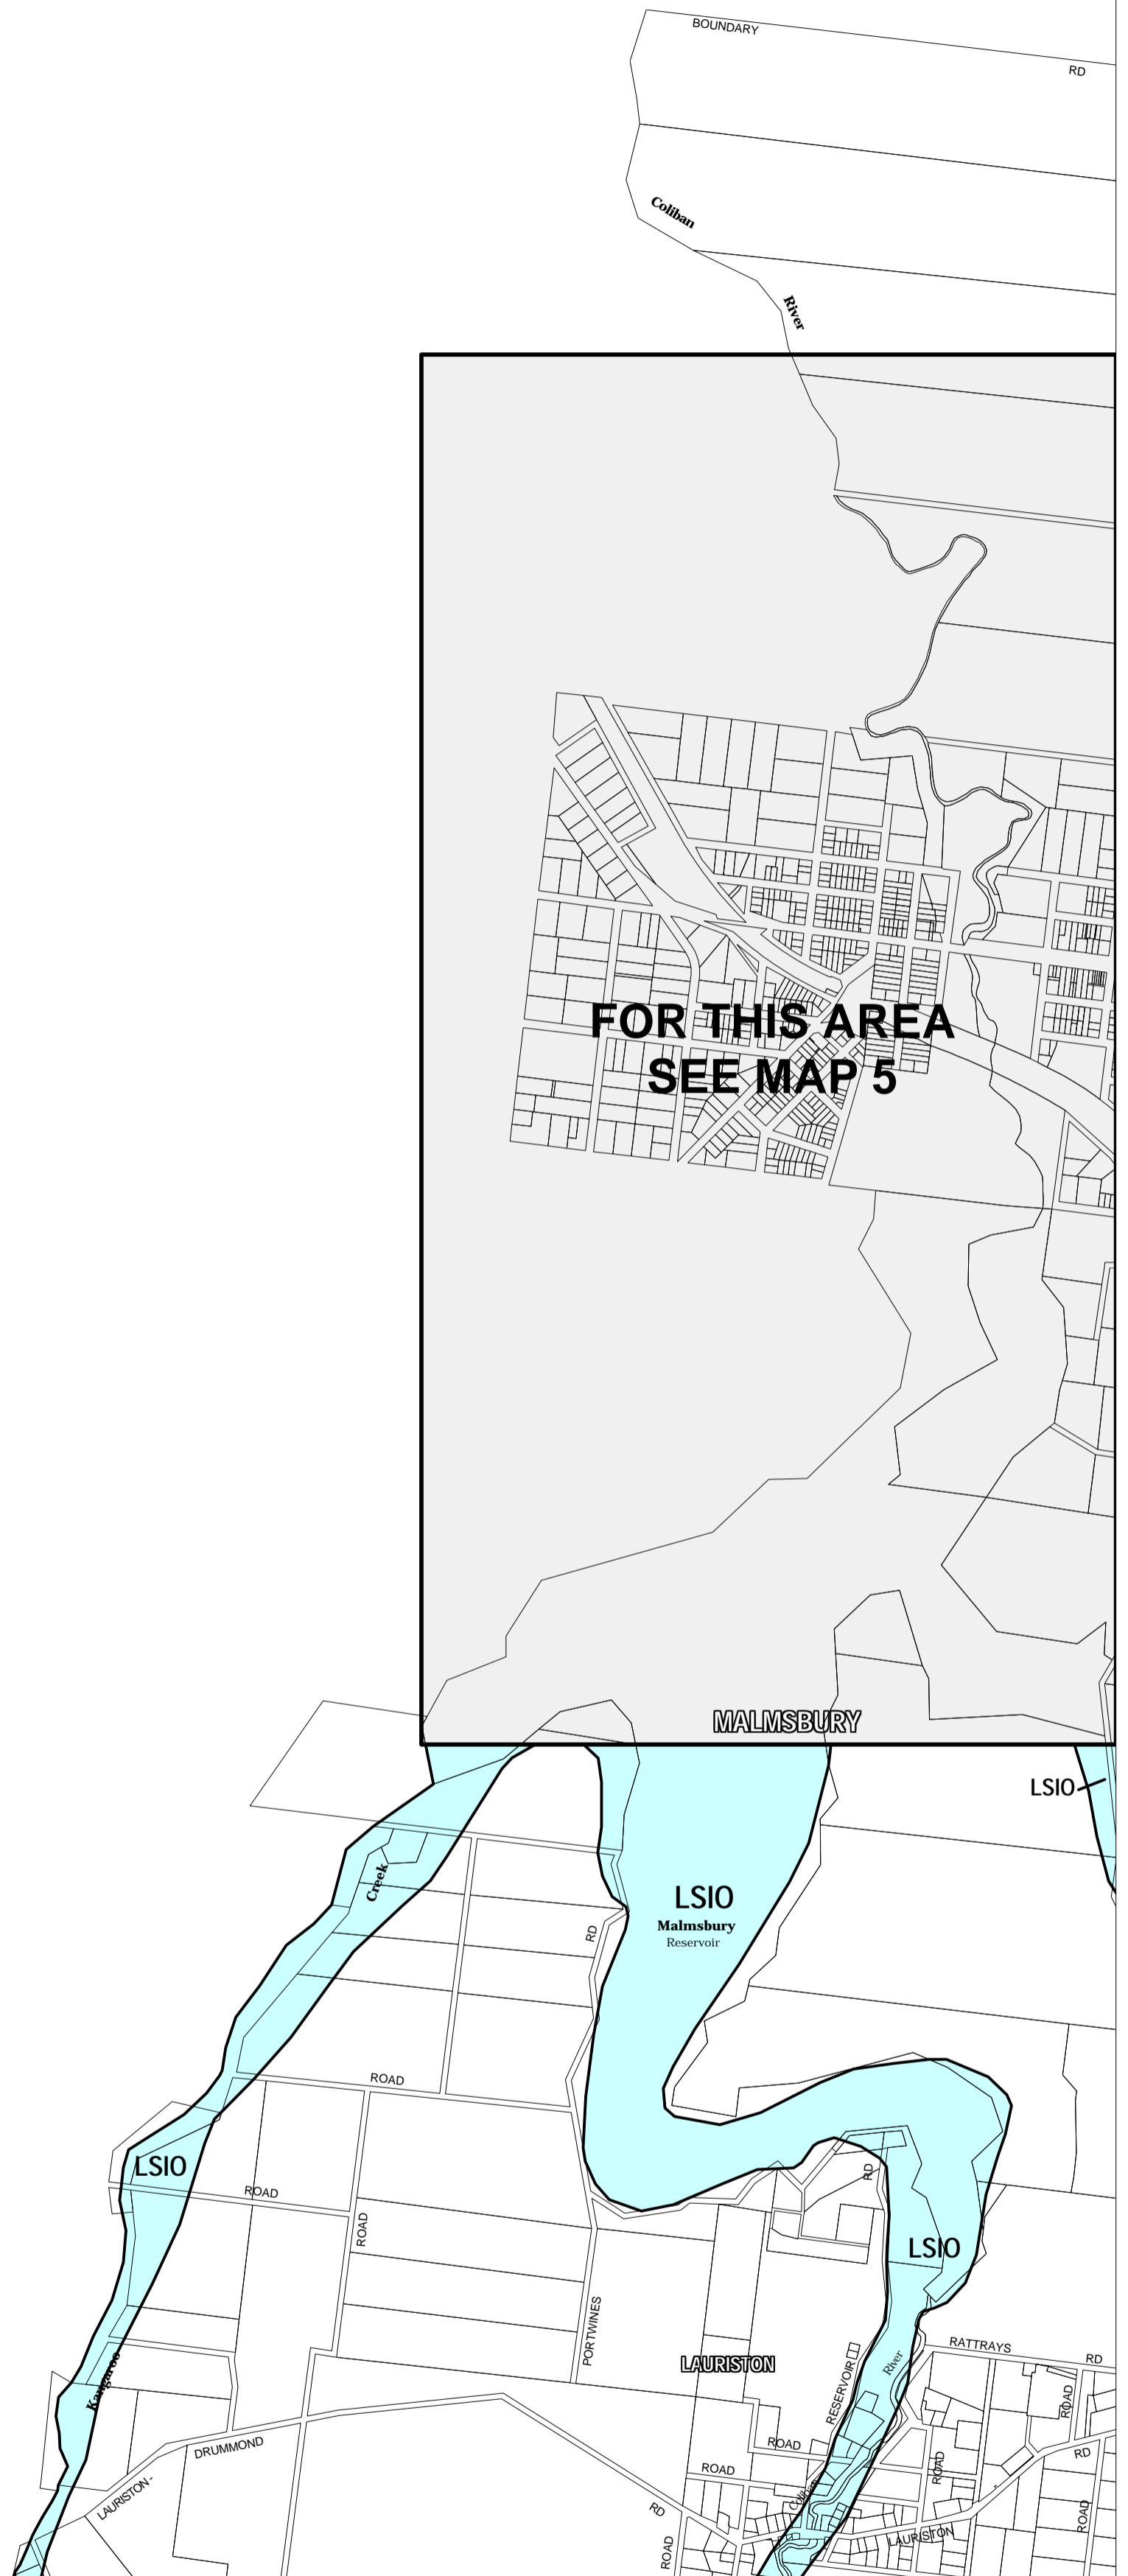 BOUNDARY
RD
Coliban
River
FOR THIS AREA
SEE MAP 5
MALMSBURY
LSIO
Creek
LSIO
Malmsbury
Reservoir
RD
ROAD
LSIO
ROAD
ROAD
RD
LSIO
PORTWINES
RATTRAYS
RD
LAURISTON
River
RESERVOIR
Kangaroo
ROAD
DRUMMOND
ROAD
RD
ROAD
ROAD
LAURISTON -
RD
Coliban
ROAD
LAURISTON
ROAD